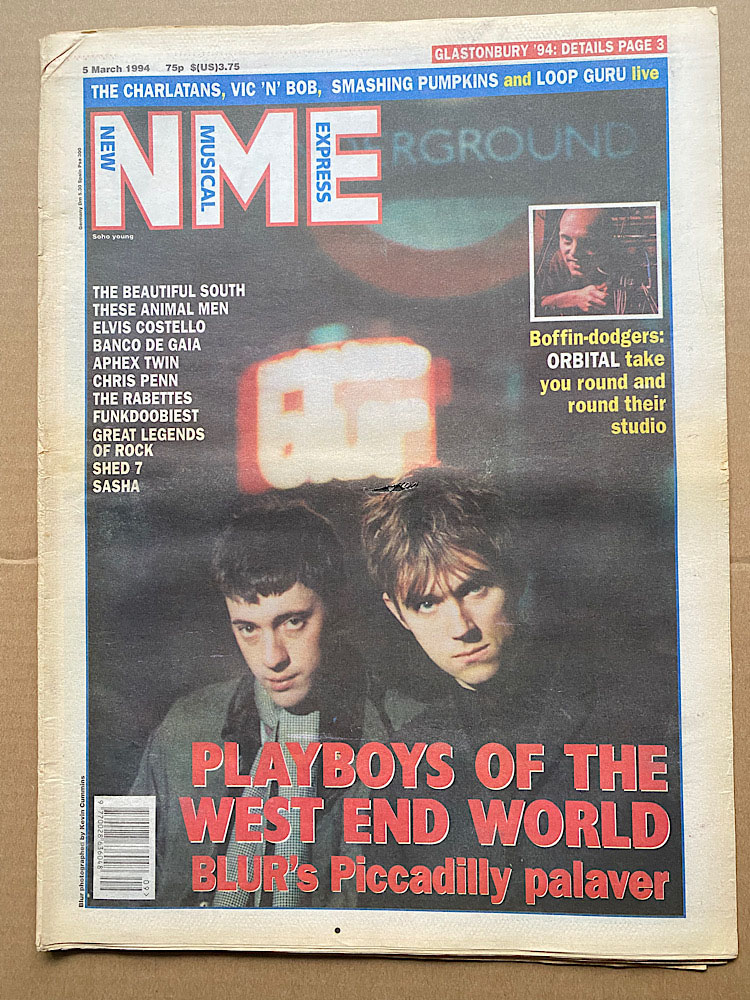 GLASTONBURY '94: DETAILS PAGE 3
5 March 1994 75p $(US)3.75
THE CHARLATANS, VIC 'N' BOB, SMASHING PUMPKINS and LOOP GURU live
NME
NEW
MUSICAL
EXPRESS
RGROUND
Soho young
THE BEAUTIFUL SOUTH
THESE ANIMAL MEN
ELVIS COSTELLO
BANCO DE GAIA
APHEX TWIN
CHRIS PENN
THE RABETTES
FUNKDOOBIEST
GREAT LEGENDS
OF ROCK
SHED 7
SASHA
Boffin-dodgers:
ORBITAL take
you round and
round their
studio
PLAYBOYS OF THE
WEST END WORLD
BLUR's Piccadilly palaver
Blur photographed by Kevin Cummins
9 770028 636048
09>